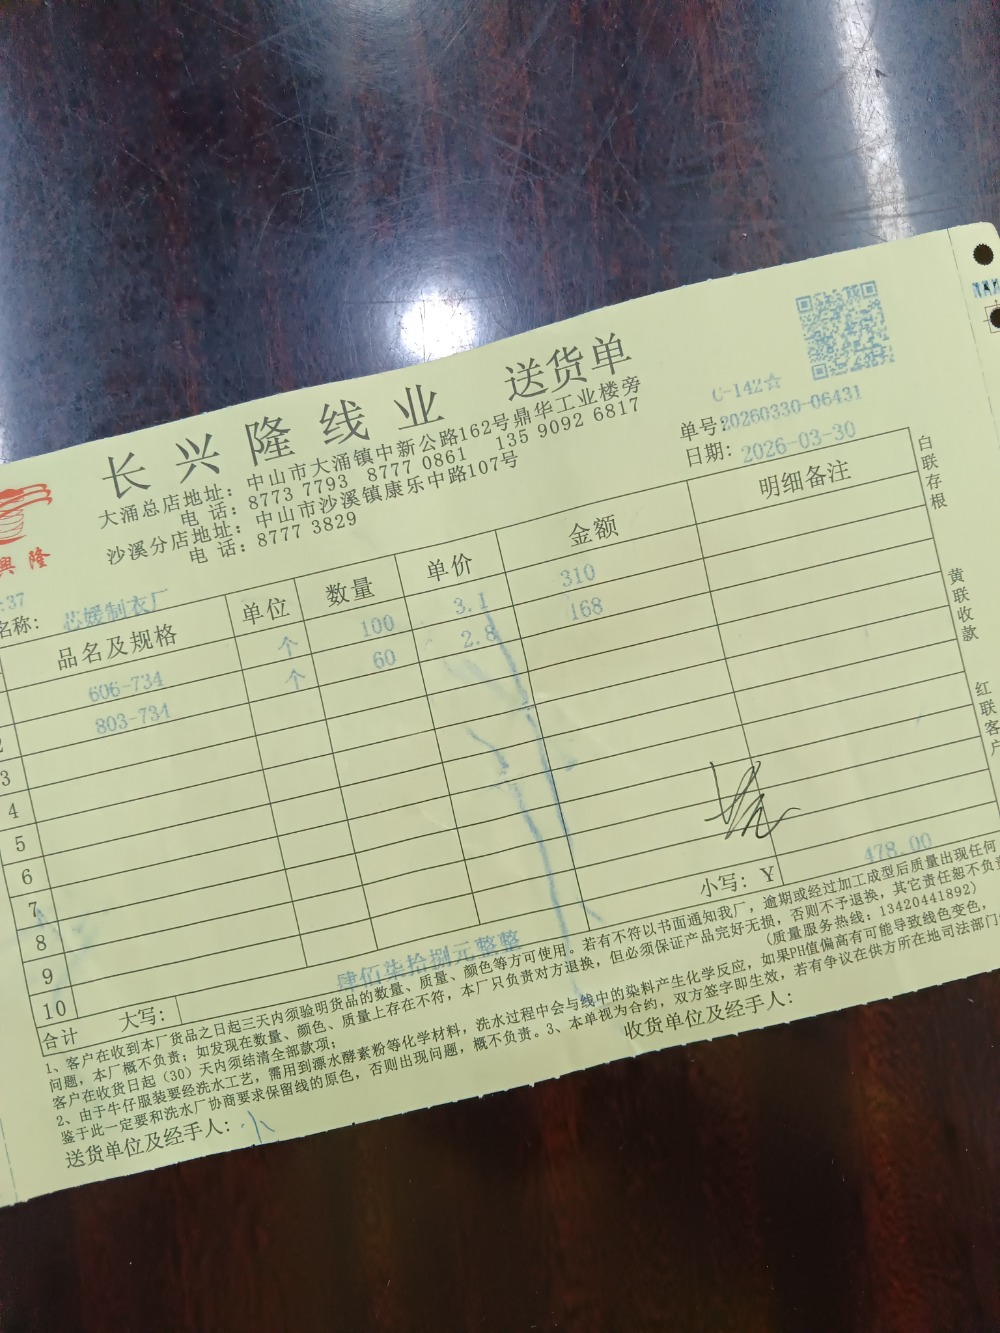 长兴隆线业 送货单
大涌总店地址：中山市大涌镇中新公路162号鼎华工业楼旁
电 话：8773 7793 8777 0861 135 9092 6817
沙溪分店地址：中山市沙溪镇康乐中路107号
电 话：8777 3829
C-142☆
单号：20260330-06431
日期：2026-03-30
興隆
:37
名称：芯媛制衣厂
品名及规格 单位 数量 单价 金额 明细备注
606-734 个 100 3.1 310
2 803-734 个 60 2.8 168
3
4
5
6
7
8
9
10
合计 大写：肆佰柒拾捌元整整 小写：￥ 478.00
1、客户在收到本厂货品之日起三天内须验明货品的数量、质量、颜色等方可使用。若有不符以书面通知我厂，逾期或经过加工成型后质量出现任何
问题，本厂概不负责；如发现在数量、颜色、质量上存在不符，本厂只负责对方退换，但必须保证产品完好无损，否则不予退换，其它责任恕不负责
客户在收货日起（30）天内须结清全部款项； （质量服务热线：13420441892）
2、由于牛仔服装要经洗水工艺，需用到漂水酵素粉等化学材料，洗水过程中会与线中的染料产生化学反应，如果PH值偏高有可能导致线色变色，
鉴于此一定要和洗水厂协商要求保留线的原色，否则出现问题，概不负责。3、本单视为合约，双方签字即生效，若有争议在供方所在地司法部门
送货单位及经手人： 小 收货单位及经手人：
白联存根
黄联收款
红联客户